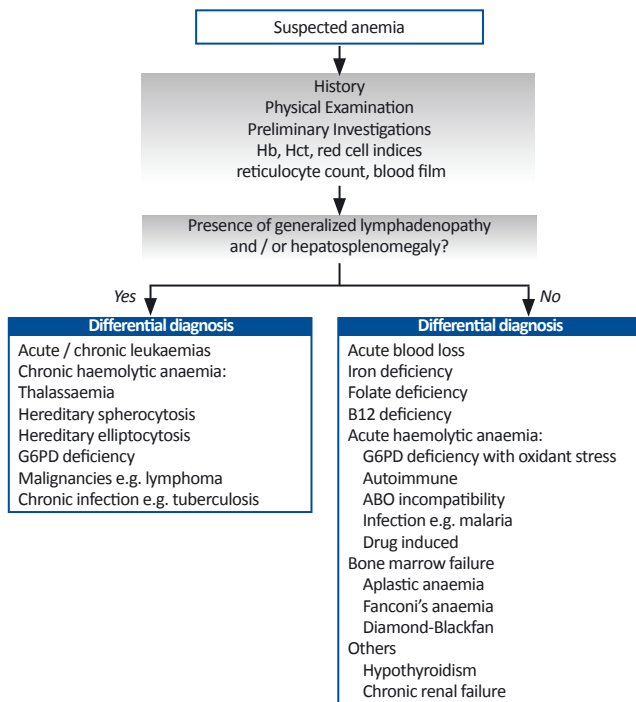 Suspected anemia
History
Physical Examination
Preliminary Investigations
Hb, Hct, red cell indices
reticulocyte count, blood film
Presence of generalized lymphadenopathy
and / or hepatosplenomegaly?
Yes
No
Differential diagnosis
Acute / chronic leukaemias
Chronic haemolytic anaemia:
Thalassaemia
Hereditary spherocytosis
Hereditary elliptocytosis
G6PD deficiency
Malignancies e.g. lymphoma
Chronic infection e.g. tuberculosis
Differential diagnosis
Acute blood loss
Iron deficiency
Folate deficiency
B12 deficiency
Acute haemolytic anaemia:
G6PD deficiency with oxidant stress
Autoimmune
ABO incompatibility
Infection e.g. malaria
Drug induced
Bone marrow failure
Aplastic anaemia
Fanconi's anaemia
Diamond-Blackfan
Others
Hypothyroidism
Chronic renal failure